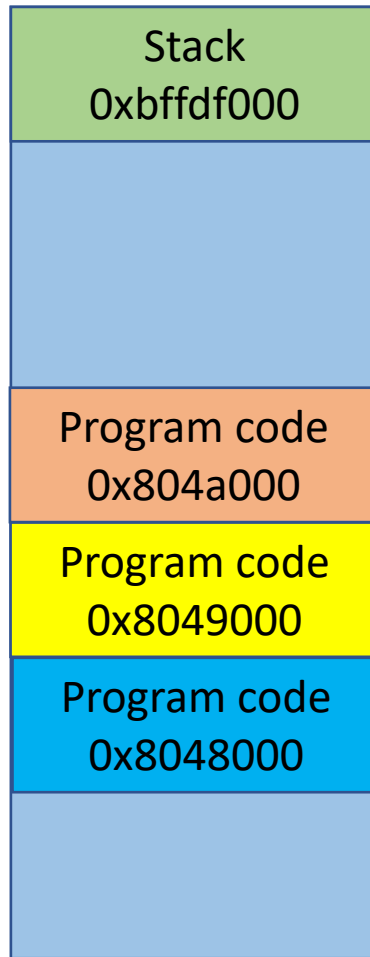 Stack
0xbffdf000
Program code
0x804a000
Program code
0x8049000
Program code
0x8048000